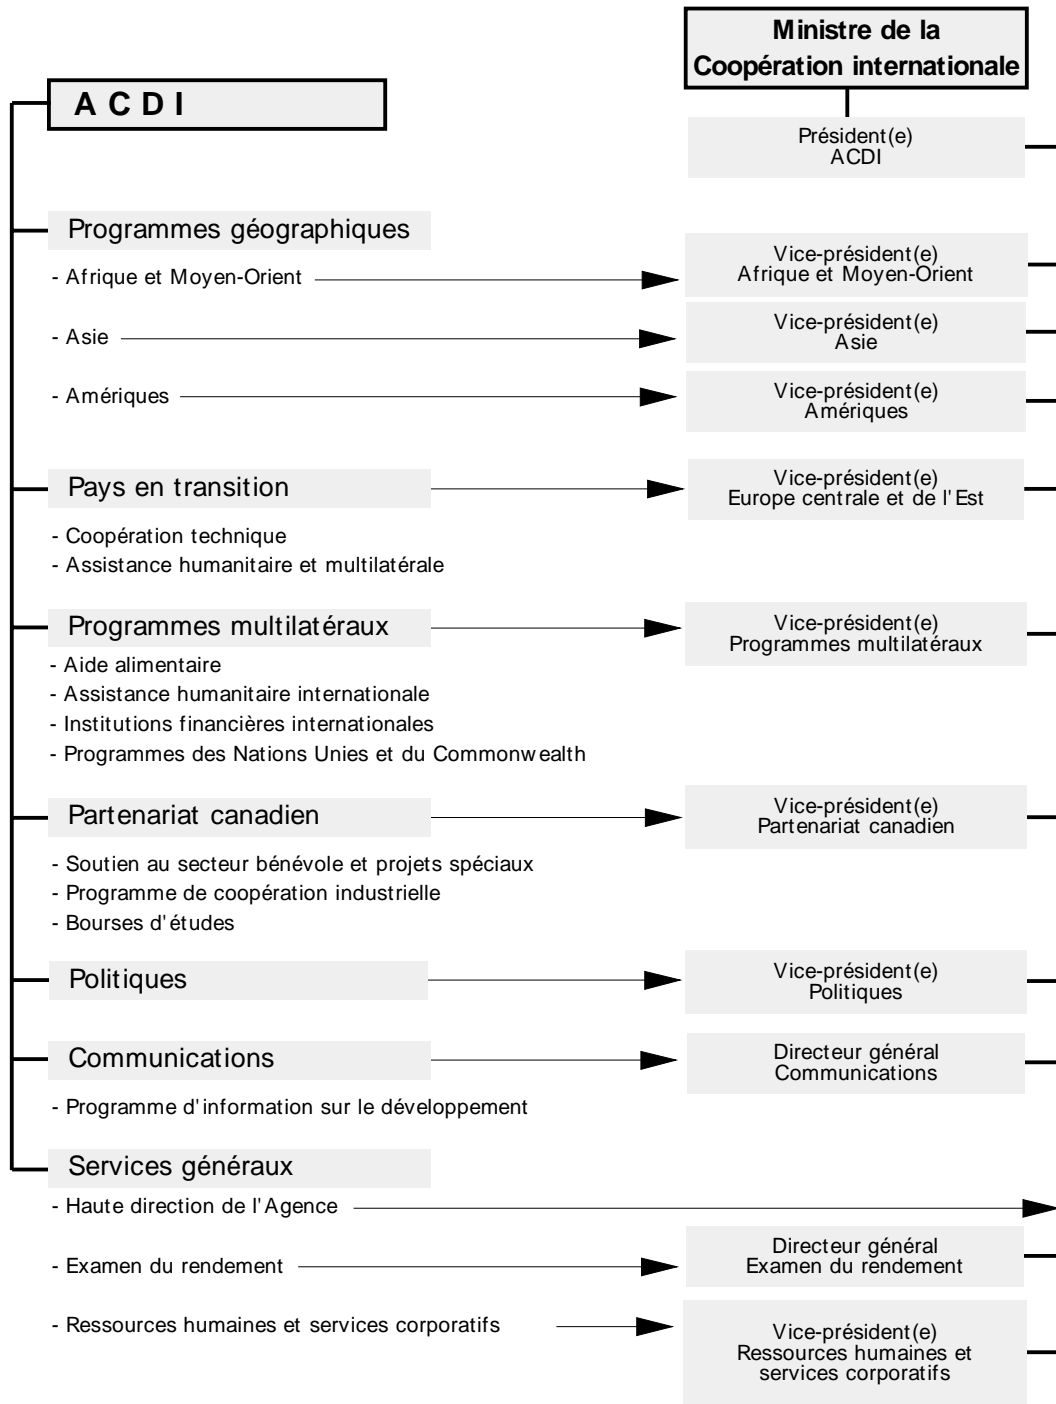 Ministre de la
Coopération internationale
A C D I
Président(e)
ACDI
Programmes géographiques
- Afrique et Moyen-Orient
Vice-président(e)
Afrique et Moyen-Orient
- Asie
Vice-président(e)
Asie
- Amériques
Vice-président(e)
Amériques
Pays en transition
Vice-président(e)
Europe centrale et de l'Est
- Coopération technique
- Assistance humanitaire et multilatérale
Programmes multilatéraux
Vice-président(e)
Programmes multilatéraux
- Aide alimentaire
- Assistance humanitaire internationale
- Institutions financières internationales
- Programmes des Nations Unies et du Commonwealth
Partenariat canadien
Vice-président(e)
Partenariat canadien
- Soutien au secteur bénévole et projets spéciaux
- Programme de coopération industrielle
- Bourses d'études
Politiques
Vice-président(e)
Politiques
Communications
Directeur général
Communications
- Programme d'information sur le développement
Services généraux
- Haute direction de l'Agence
- Examen du rendement
Directeur général
Examen du rendement
- Ressources humaines et services corporatifs
Vice-président(e)
Ressources humaines et
services corporatifs